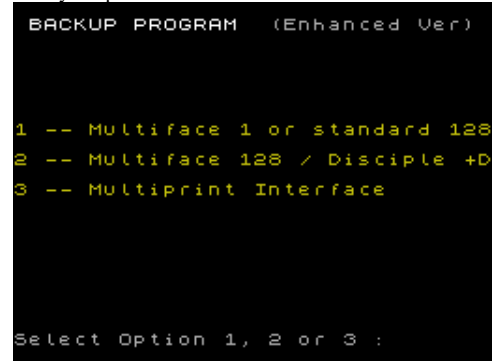 BACKUP PROGRAM (Enhanced Ver)
1 -- Multiface 1 or standard 128
2 -- Multiface 128 / Disciple +D
3 -- Multiprint Interface
Select Option 1, 2 or 3 :